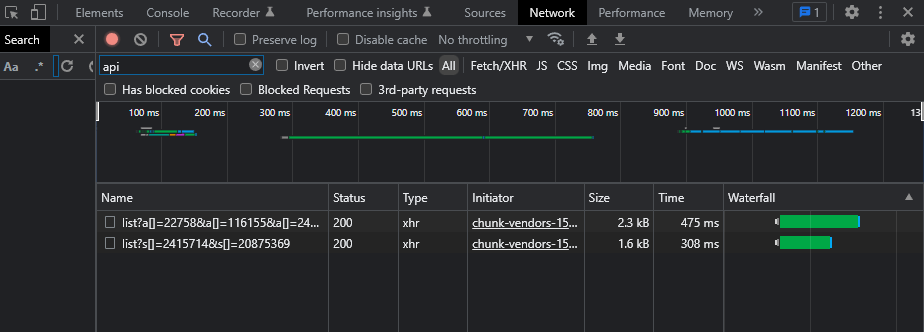 Elements Console Recorder Performance insights Sources Network Performance Memory » 1
Search Preserve log Disable cache No throttling
Aa .* api Invert Hide data URLs All Fetch/XHR JS CSS Img Media Font Doc WS Wasm Manifest Other
Has blocked cookies Blocked Requests 3rd-party requests
100 ms 200 ms 300 ms 400 ms 500 ms 600 ms 700 ms 800 ms 900 ms 1000 ms 1100 ms 1200 ms 13
Name Status Type Initiator Size Time Waterfall
list?a[]=22758&a[]=116155&a[]=24... 200 xhr chunk-vendors-15... 2.3 kB 475 ms
list?s[]=2415714&s[]=20875369 200 xhr chunk-vendors-15... 1.6 kB 308 ms